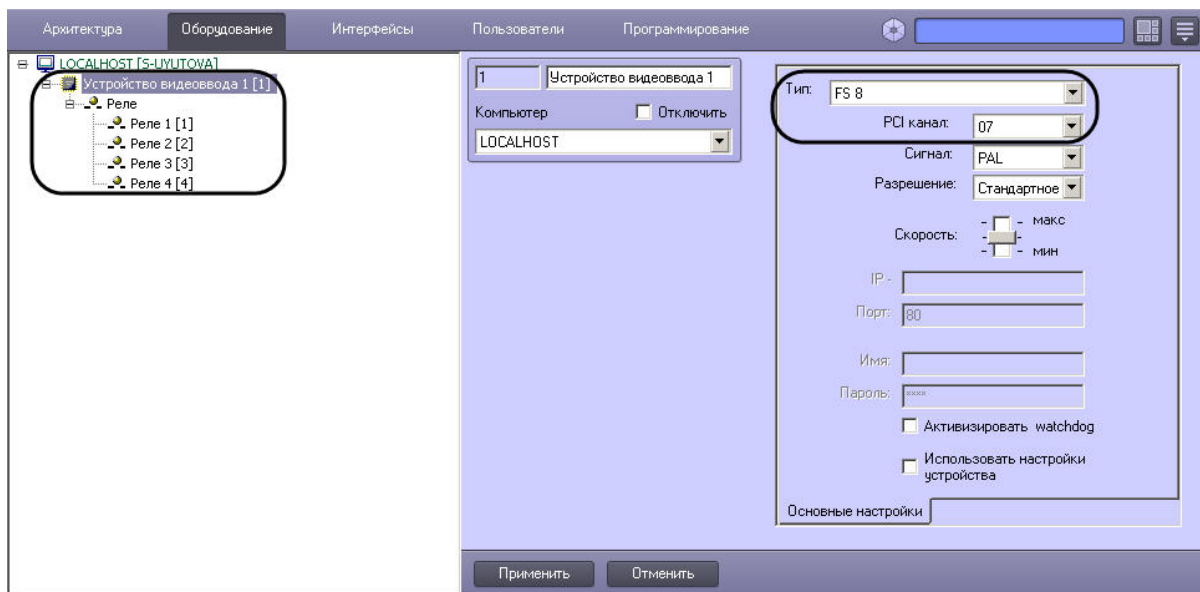 Архитектура Оборудование Интерфейсы Пользователи Программирование
LOCALHOST [S-UYUTOVA]
Устройство видеоввода 1 [1]
Реле
Реле 1 [1]
Реле 2 [2]
Реле 3 [3]
Реле 4 [4]
1 Устройство видеоввода 1
Компьютер Отключить
LOCALHOST
Тип: FS 8
PCI канал: 07
Сигнал: PAL
Разрешение: Стандартное
Скорость: - - макс
- -
- - мин
IP -
Порт: 80
Имя:
Пароль: ****
Активизировать watchdog
Использовать настройки
устройства
Основные настройки
Применить Отменить